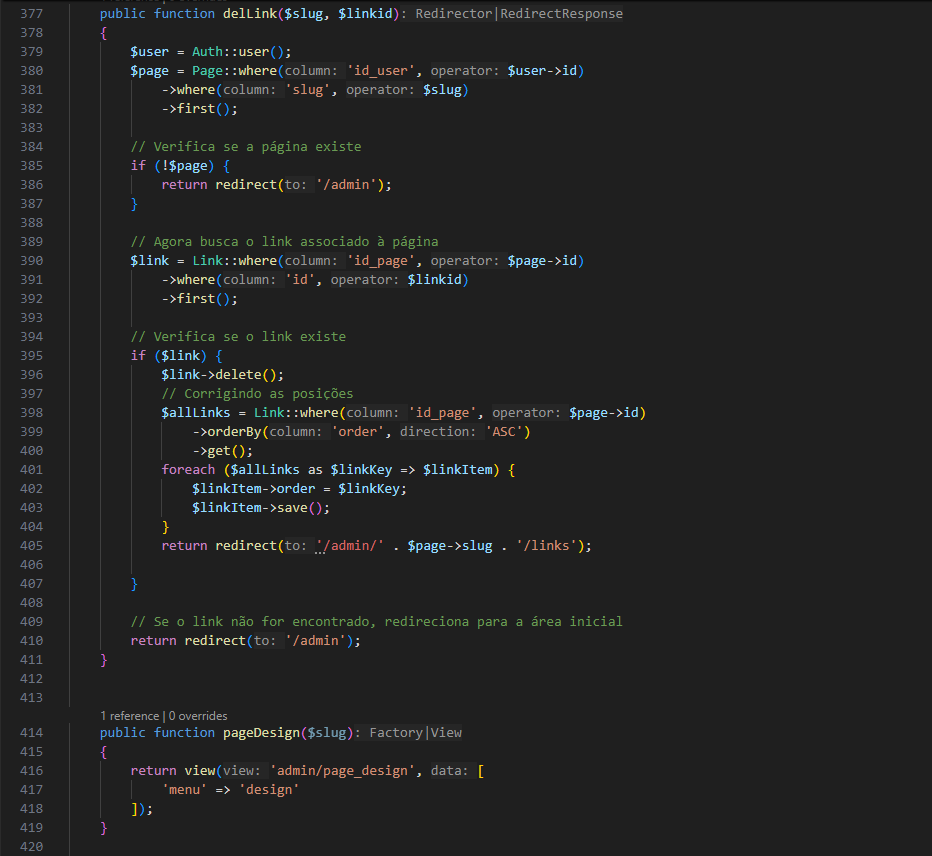 377 public function delLink($slug, $linkid): Redirector|RedirectResponse
378 {
379     $user = Auth::user();
380     $page = Page::where(column: 'id_user', operator: $user->id)
381         ->where(column: 'slug', operator: $slug)
382         ->first();
383
384     // Verifica se a página existe
385     if (!$page) {
386         return redirect(to: '/admin');
387     }
388
389     // Agora busca o link associado à página
390     $link = Link::where(column: 'id_page', operator: $page->id)
391         ->where(column: 'id', operator: $linkid)
392         ->first();
393
394     // Verifica se o link existe
395     if ($link) {
396         $link->delete();
397         // Corrigindo as posições
398         $allLinks = Link::where(column: 'id_page', operator: $page->id)
399             ->orderBy(column: 'order', direction: 'ASC')
400             ->get();
401         foreach ($allLinks as $linkKey => $linkItem) {
402             $linkItem->order = $linkKey;
403             $linkItem->save();
404         }
405         return redirect(to: '/admin/' . $page->slug . '/links');
406
407     }
408
409     // Se o link não for encontrado, redireciona para a área inicial
410     return redirect(to: '/admin');
411 }
412
413
1 reference | 0 overrides
414 public function pageDesign($slug): Factory|View
415 {
416     return view(view: 'admin/page_design', data: [
417         'menu' => 'design'
418     ]);
419 }
420